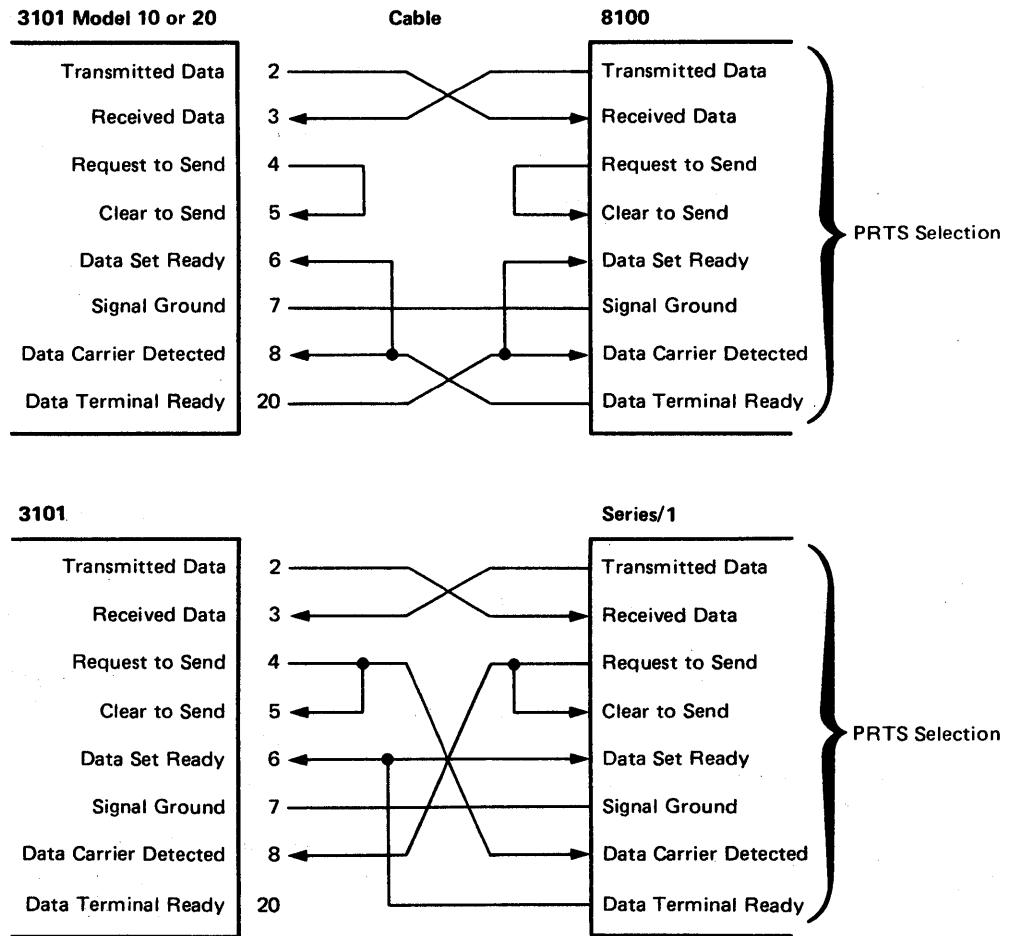 3101 Model 10 or 20 Cable 8100
Transmitted Data 2 Transmitted Data
Received Data 3 Received Data
Request to Send 4 Request to Send
Clear to Send 5 Clear to Send
PRTS Selection
Data Set Ready 6 Data Set Ready
Signal Ground 7 Signal Ground
Data Carrier Detected 8 Data Carrier Detected
Data Terminal Ready 20 Data Terminal Ready
3101 Series/1
Transmitted Data 2 Transmitted Data
Received Data 3 Received Data
Request to Send 4 Request to Send
Clear to Send 5 Clear to Send
PRTS Selection
Data Set Ready 6 Data Set Ready
Signal Ground 7 Signal Ground
Data Carrier Detected 8 Data Carrier Detected
Data Terminal Ready 20 Data Terminal Ready